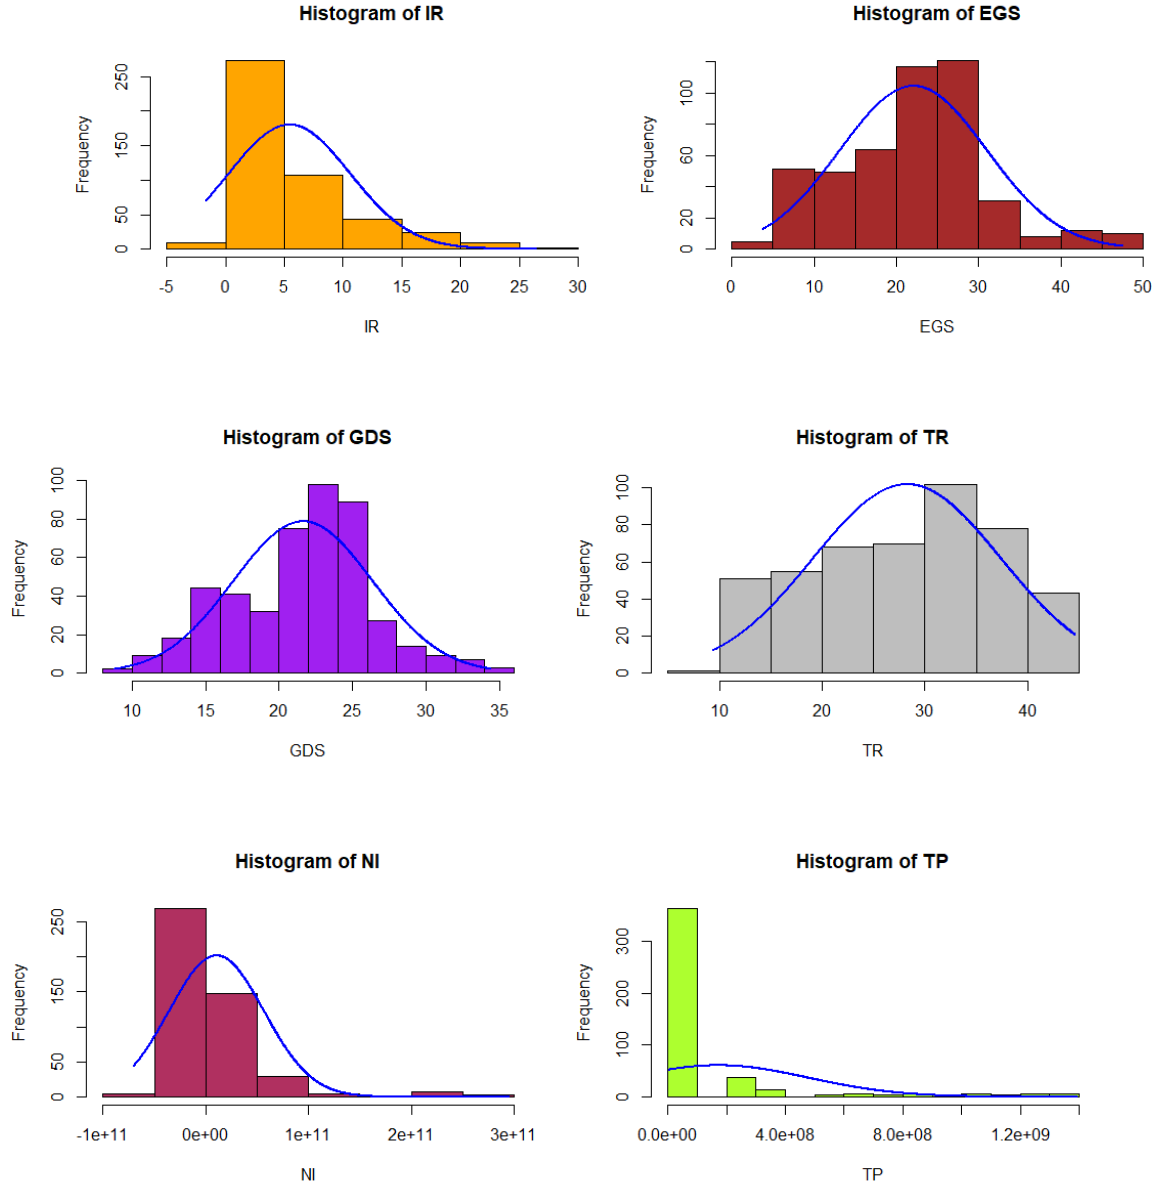 Histogram of IR
Frequency
0 50 150 250
-5 0 5 10 15 20 25 30
IR
Histogram of EGS
Frequency
0 20 60 100
0 10 20 30 40 50
EGS
Histogram of GDS
Frequency
0 20 40 60 80 100
10 15 20 25 30 35
GDS
Histogram of TR
Frequency
0 20 40 60 80 100
10 20 30 40
TR
Histogram of NI
Frequency
0 50 150 250
-1e+11 0e+00 1e+11 2e+11 3e+11
NI
Histogram of TP
Frequency
0 100 200 300
0.0e+00 4.0e+08 8.0e+08 1.2e+09
TP